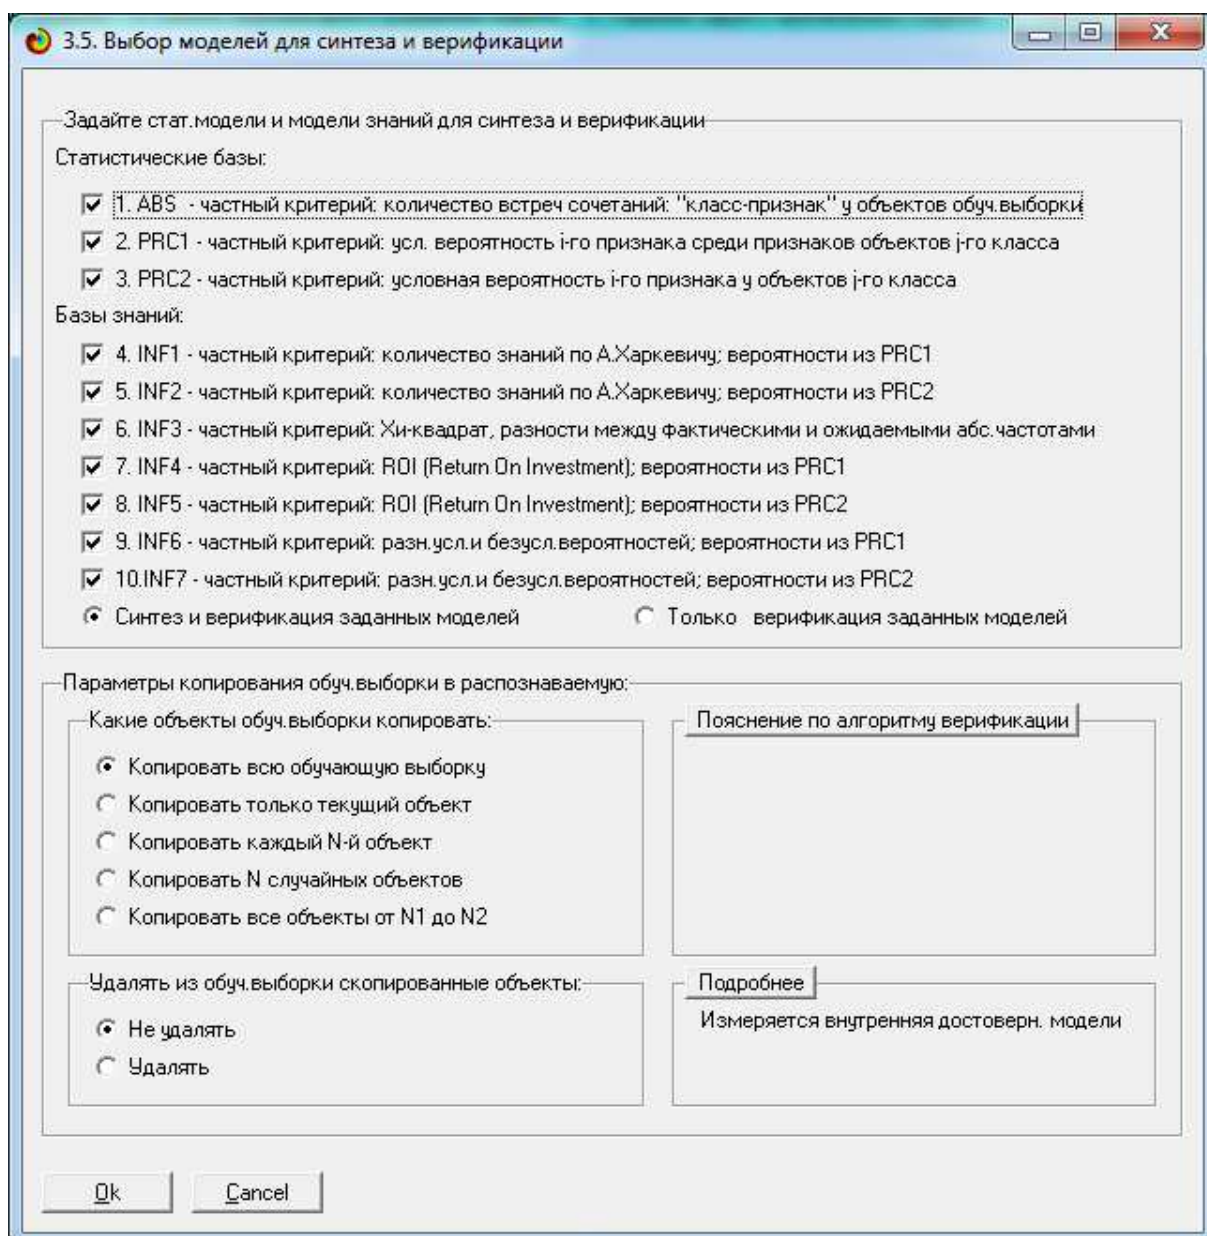 3.5. Выбор моделей для синтеза и верификации
Задайте стат.модели и модели знаний для синтеза и верификации
Статистические базы:
1. ABS - частный критерий: количество встреч сочетаний: "класс-признак" у объектов обуч.выборки
2. PRC1 - частный критерий: усл. вероятность i-го признака среди признаков объектов j-го класса
3. PRC2 - частный критерий: условная вероятность i-го признака у объектов j-го класса
Базы знаний:
4. INF1 - частный критерий: количество знаний по А.Харкевичу; вероятности из PRC1
5. INF2 - частный критерий: количество знаний по А.Харкевичу; вероятности из PRC2
6. INF3 - частный критерий: Хи-квадрат, разности между фактическими и ожидаемыми абс.частотами
7. INF4 - частный критерий: ROI (Return On Investment); вероятности из PRC1
8. INF5 - частный критерий: ROI (Return On Investment); вероятности из PRC2
9. INF6 - частный критерий: разн.усл.и безусл.вероятностей; вероятности из PRC1
10.INF7 - частный критерий: разн.усл.и безусл.вероятностей; вероятности из PRC2
Синтез и верификация заданных моделей
Только верификация заданных моделей
Параметры копирования обуч.выборки в распознаваемую:
Какие объекты обуч.выборки копировать:
Копировать всю обучающую выборку
Копировать только текущий объект
Копировать каждый N-й объект
Копировать N случайных объектов
Копировать все объекты от N1 до N2
Пояснение по алгоритму верификации
Удалять из обуч.выборки скопированные объекты:
Не удалять
Удалять
Подробнее
Измеряется внутренняя достоверн. модели
Ok
Cancel